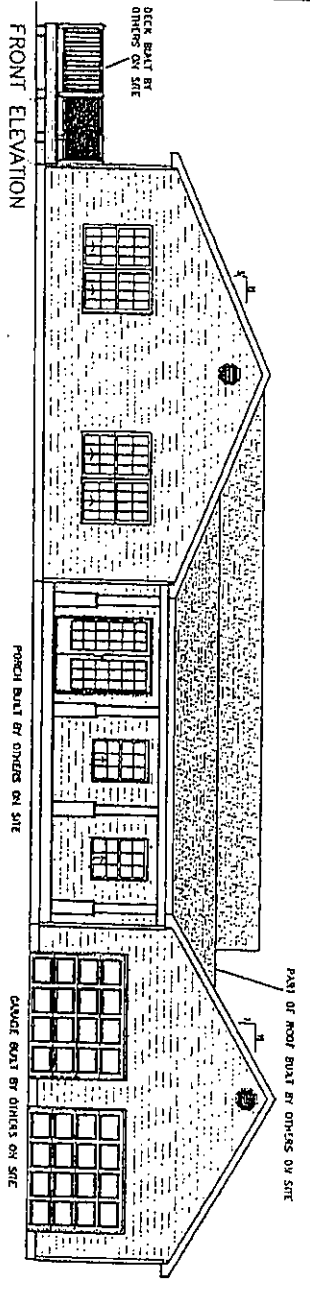 DECK BUILT BY
OTHERS ON SITE
FRONT ELEVATION
PORCH BUILT BY OTHERS ON SITE
PART OF ROOF BUILT BY OTHERS ON SITE
GARAGE BUILT BY OTHERS ON SITE